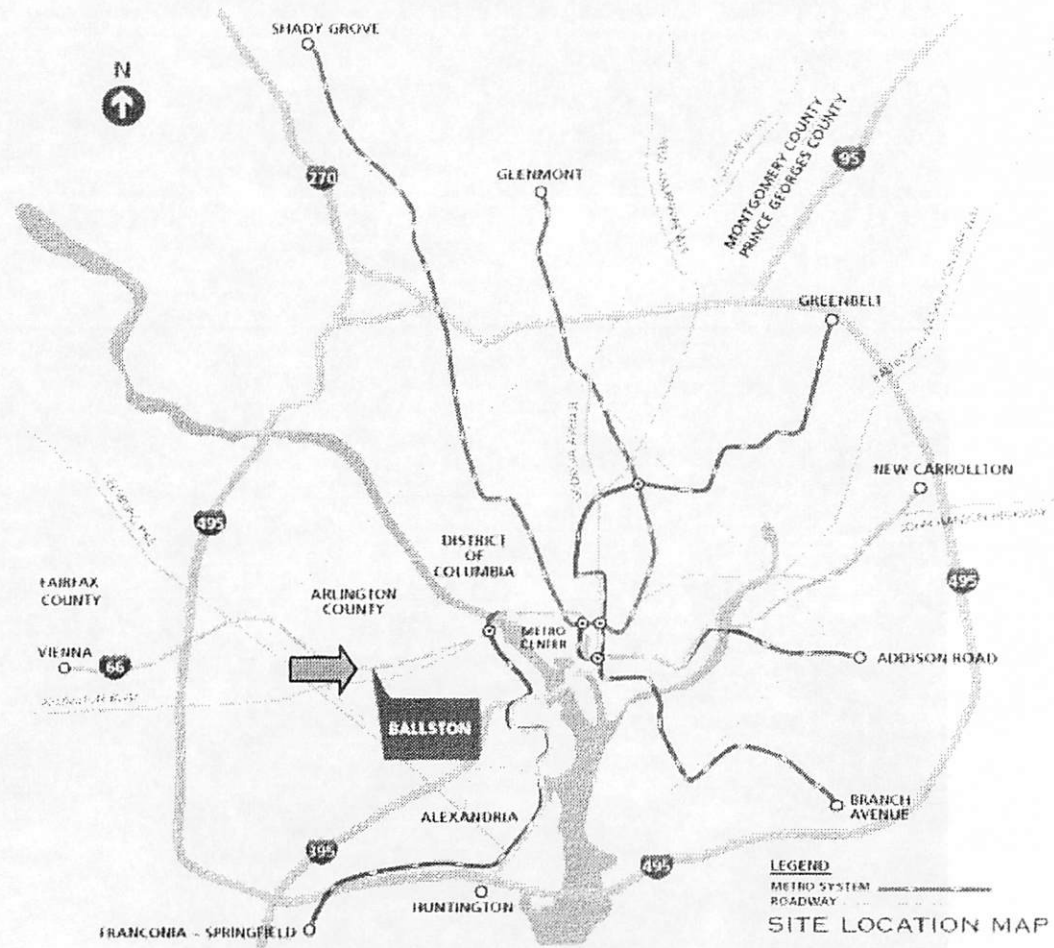 SHADY GROVE
N
270
GLENMONT
MONTGOMERY COUNTY
PRINCE GEORGES COUNTY
95
GREENBELT
NEW CARROLLTON
495
DISTRICT
OF
COLUMBIA
FAIRFAX
COUNTY
ARLINGTON
COUNTY
495
METRO
CENTER
VIENNA
66
ADDISON ROAD
BALLSTON
BRANCH
AVENUE
ALEXANDRIA
395
495
HUNTINGTON
FRANCONIA - SPRINGFIELD
LEGEND
METRO SYSTEM
ROADWAY
SITE LOCATION MAP